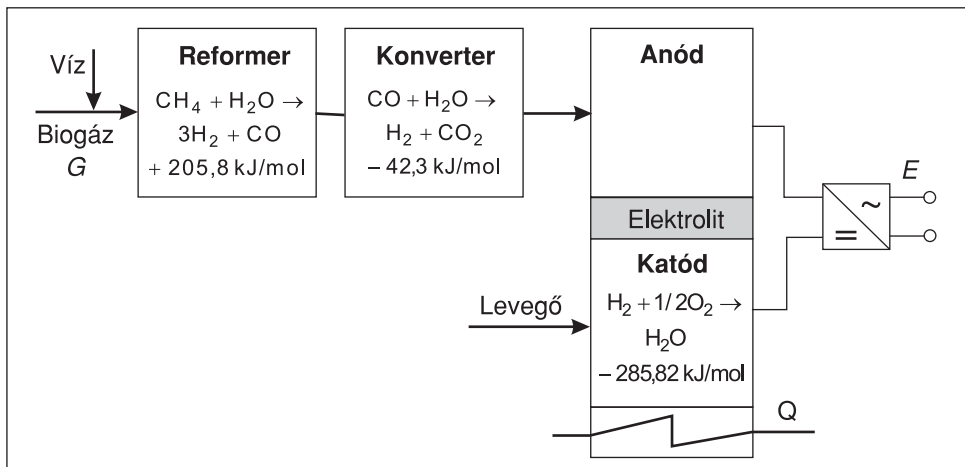 Víz
Biogáz
G
Reformer
CH₄ + H₂O →
3H₂ + CO
+ 205,8 kJ/mol
Konverter
CO + H₂O →
H₂ + CO₂
– 42,3 kJ/mol
Anód
Elektrolit
Katód
H₂ + 1/2O₂ →
H₂O
– 285,82 kJ/mol
Levegő
Q
~
=
E